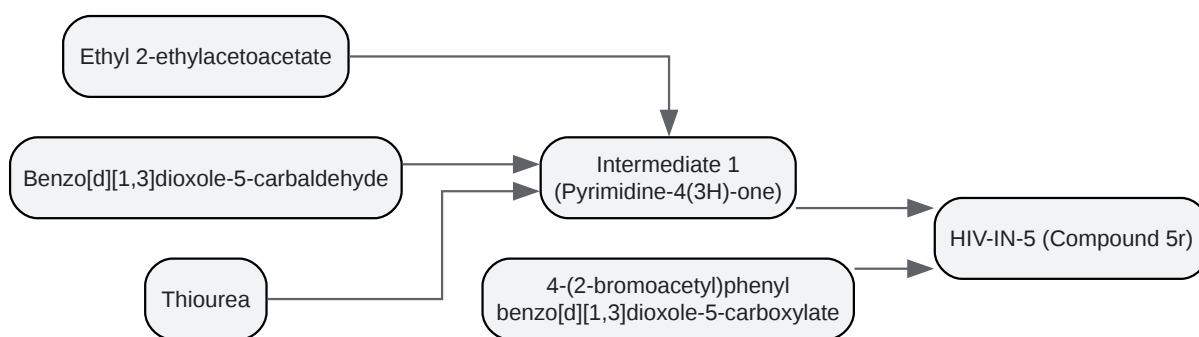 Ethyl 2-ethylacetoacetate
Benzo[d][1,3]dioxole-5-carbaldehyde
Thiourea
Intermediate 1
(Pyrimidine-4(3H)-one)
4-(2-bromoacetyl)phenyl
benzo[d][1,3]dioxole-5-carboxylate
HIV-IN-5 (Compound 5r)